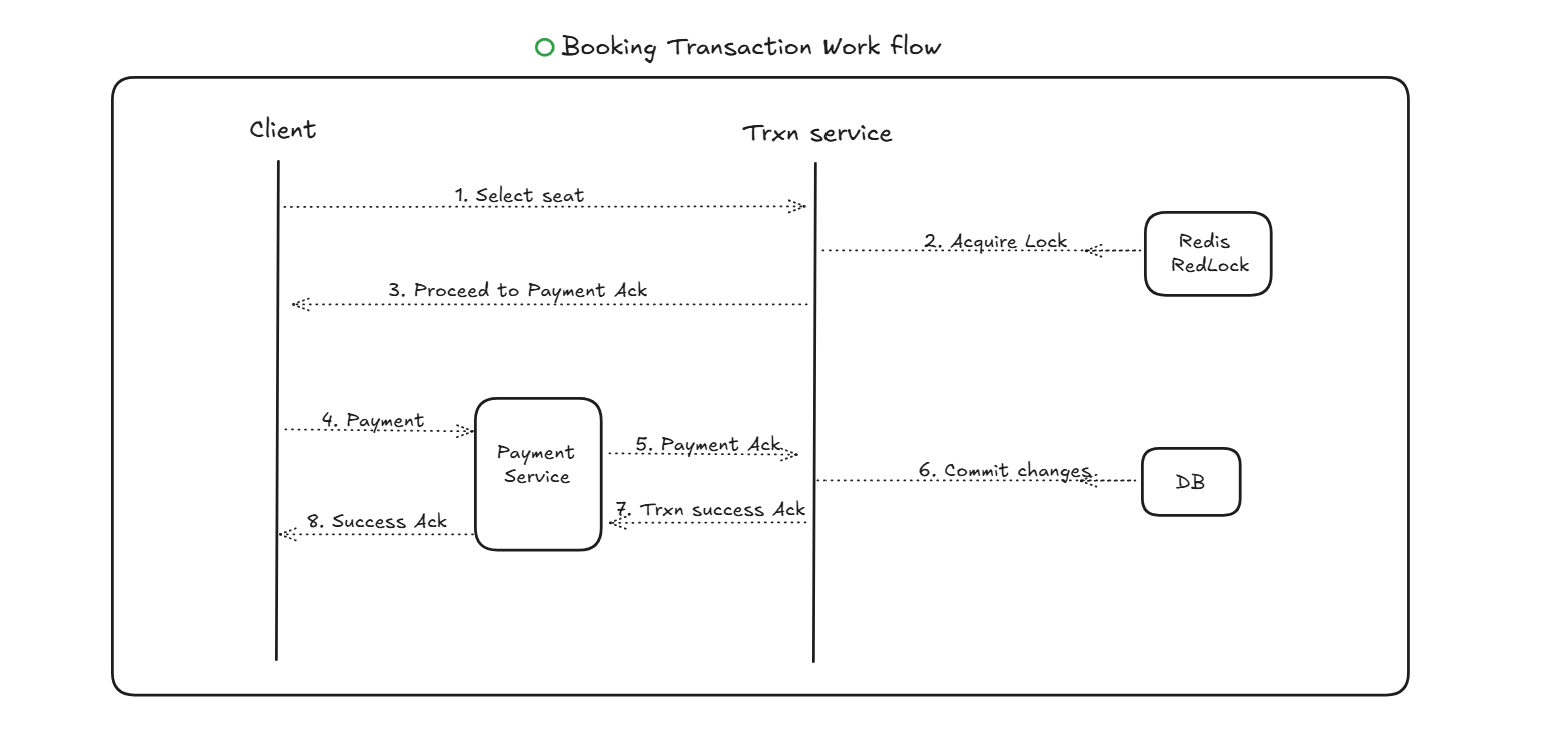 Booking Transaction Work flow
Client
Trxn service
1. Select seat
2. Acquire Lock
Redis
RedLock
3. Proceed to Payment Ack
4. Payment
Payment
Service
5. Payment Ack
6. Commit changes
DB
7. Trxn success Ack
8. Success Ack